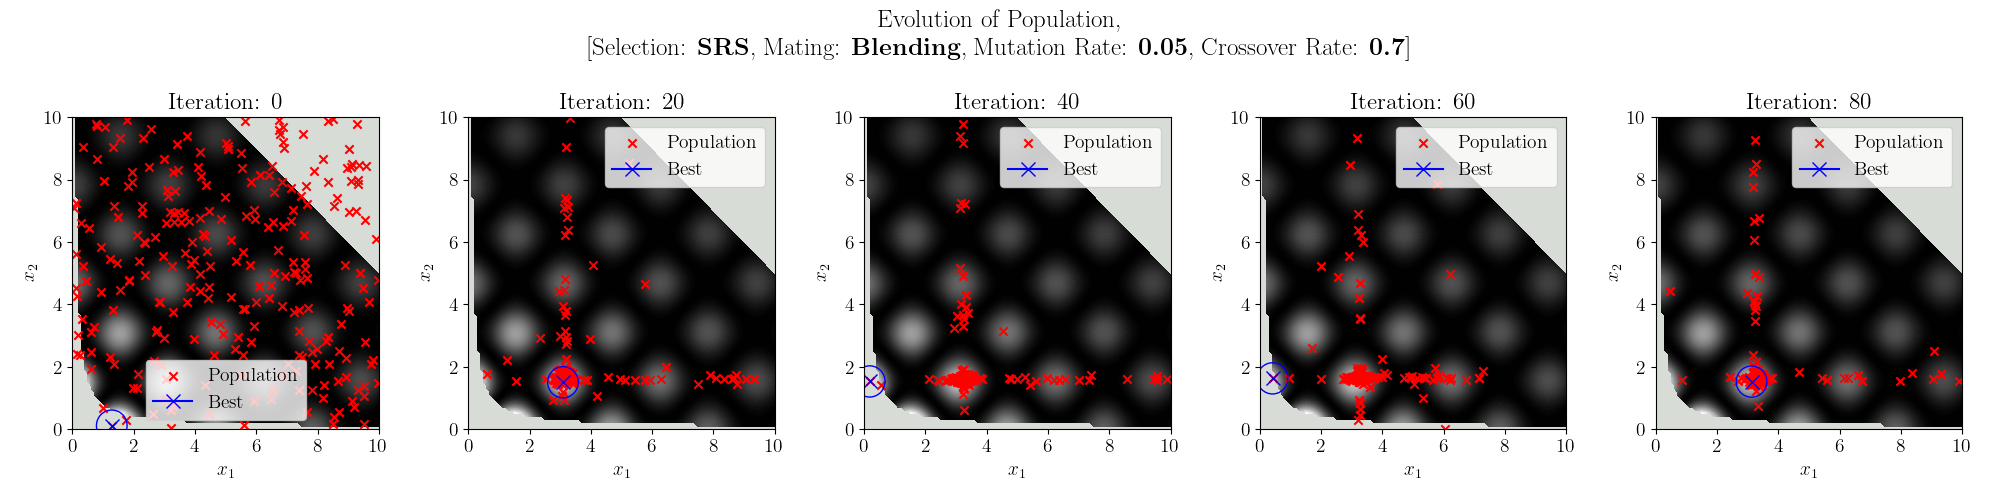 Evolution of Population,
[Selection: SRS, Mating: Blending, Mutation Rate: 0.05, Crossover Rate: 0.7]
Iteration: 0
10
8
6
4
2
0
x2
Population
Best
0 2 4 6 8 10
x1
Iteration: 20
10
8
6
4
2
0
x2
Population
Best
0 2 4 6 8 10
x1
Iteration: 40
10
8
6
4
2
0
x2
Population
Best
0 2 4 6 8 10
x1
Iteration: 60
10
8
6
4
2
0
x2
Population
Best
0 2 4 6 8 10
x1
Iteration: 80
10
8
6
4
2
0
x2
Population
Best
0 2 4 6 8 10
x1